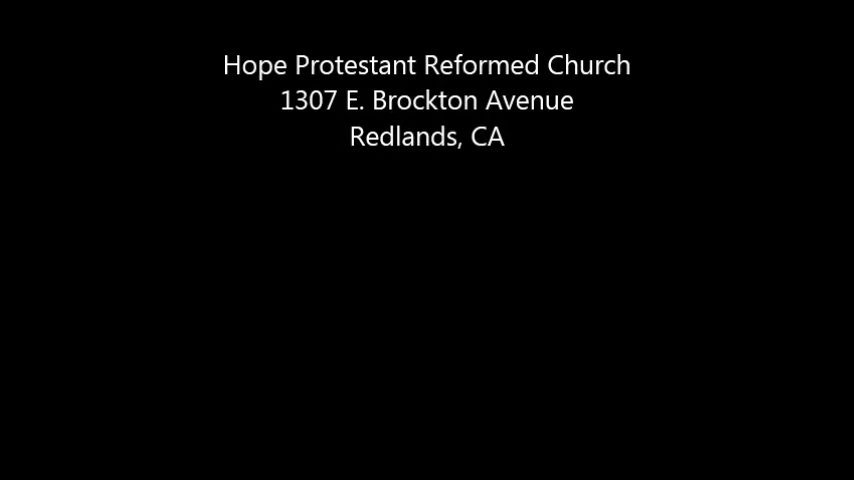 Hope Protestant Reformed Church
1307 E. Brockton Avenue
Redlands, CA